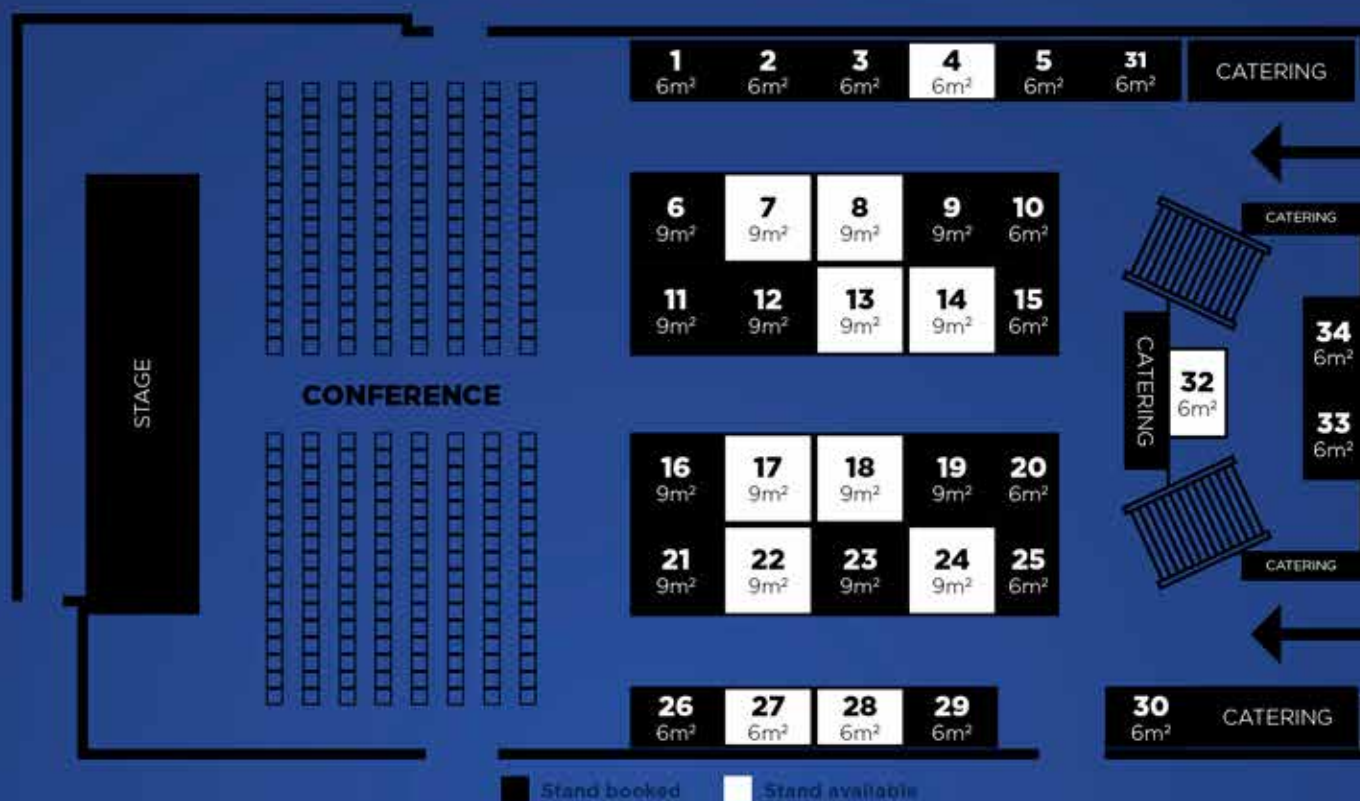 1 2 3 4 5 31
6m² 6m² 6m² 6m² 6m² 6m²
CATERING
6 7 8 9 10
9m² 9m² 9m² 9m² 6m²
CATERING
11 12 13 14 15
9m² 9m² 9m² 9m² 6m²
STAGE
CONFERENCE
CATERING
32
6m²
34
6m²
33
6m²
16 17 18 19 20
9m² 9m² 9m² 9m² 6m²
21 22 23 24 25
9m² 9m² 9m² 9m² 6m²
CATERING
26 27 28 29
6m² 6m² 6m² 6m²
30
6m²
CATERING
Stand booked
Stand available